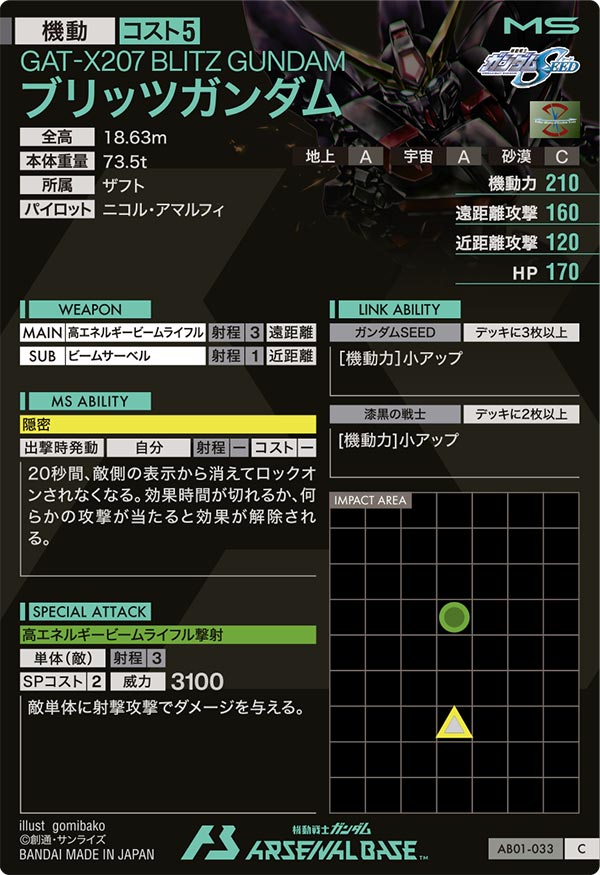 機動 コスト5 MS
GAT-X207 BLITZ GUNDAM
ブリッツガンダム
機動戦士 ガンダム SEED
全高 18.63m
本体重量 73.5t
所属 ザフト
パイロット ニコル・アマルフィ
地上 A 宇宙 A 砂漠 C
機動力 210
遠距離攻撃 160
近距離攻撃 120
HP 170
WEAPON
MAIN 高エネルギービームライフル 射程 3 遠距離
SUB ビームサーベル 射程 1 近距離
MS ABILITY
隠密
出撃時発動 自分 射程 ー コスト ー
20秒間、敵側の表示から消えてロックオ
ンされなくなる。効果時間が切れるか、何
らかの攻撃が当たると効果が解除され
る。
SPECIAL ATTACK
高エネルギービームライフル撃射
単体(敵) 射程 3
SPコスト 2 威力 3100
敵単体に射撃攻撃でダメージを与える。
LINK ABILITY
ガンダムSEED デッキに3枚以上
[機動力]小アップ
漆黒の戦士 デッキに2枚以上
[機動力]小アップ
IMPACT AREA
illust gomibako
©創通・サンライズ
BANDAI MADE IN JAPAN
機動戦士ガンダム
ARSENAL BASE™
AB01-033 C